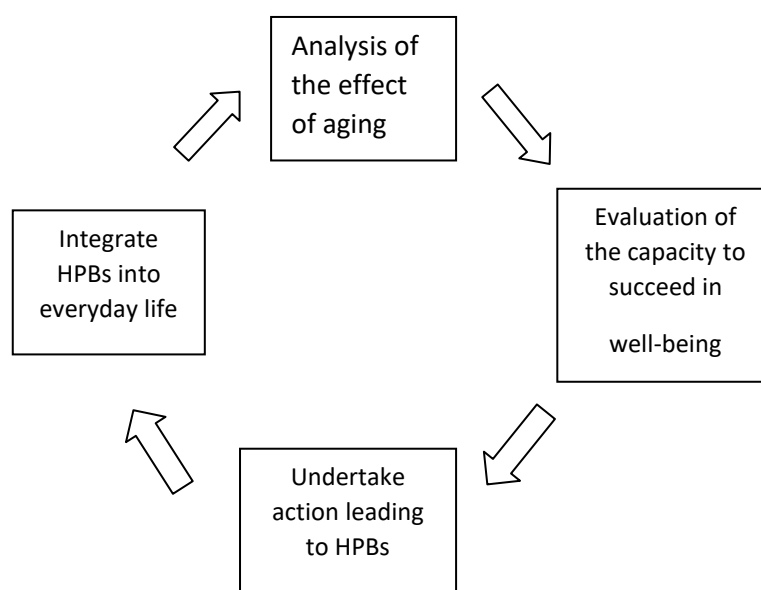 Analysis of
the effect
of aging
Evaluation of
the capacity to
succeed in
well-being
Integrate
HPBs into
everyday life
Undertake
action leading
to HPBs